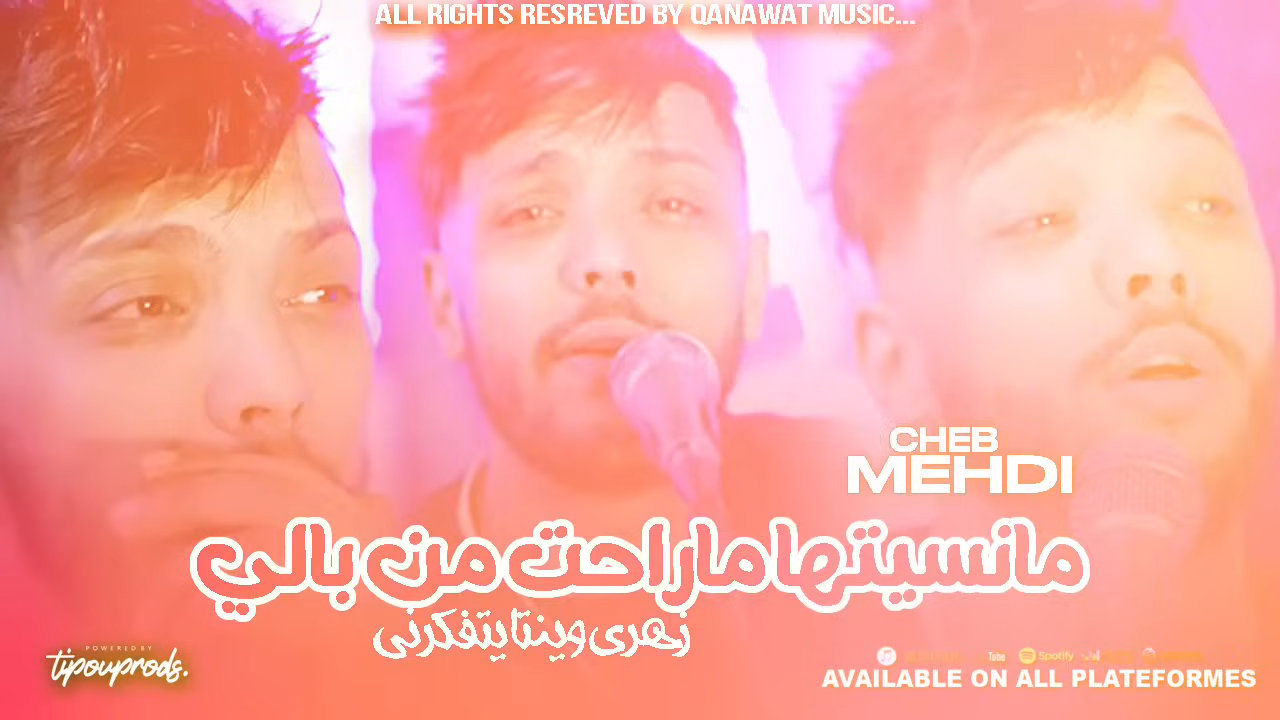 ALL RIGHTS RESREVED BY QANAWAT MUSIC...
CHEB
MEHDI
مانسيتها ماراحت من بالي
زهري وينتا يتفكرني
POWERED BY
tipouprods.
Spotify
AVAILABLE ON ALL PLATEFORMES